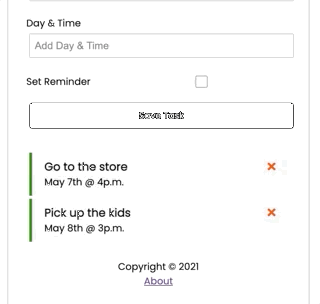 Day & Time
Add Day & Time
Set Reminder
Save Task
Go to the store
May 7th @ 4p.m.
Pick up the kids
May 8th @ 3p.m.
Copyright © 2021
About